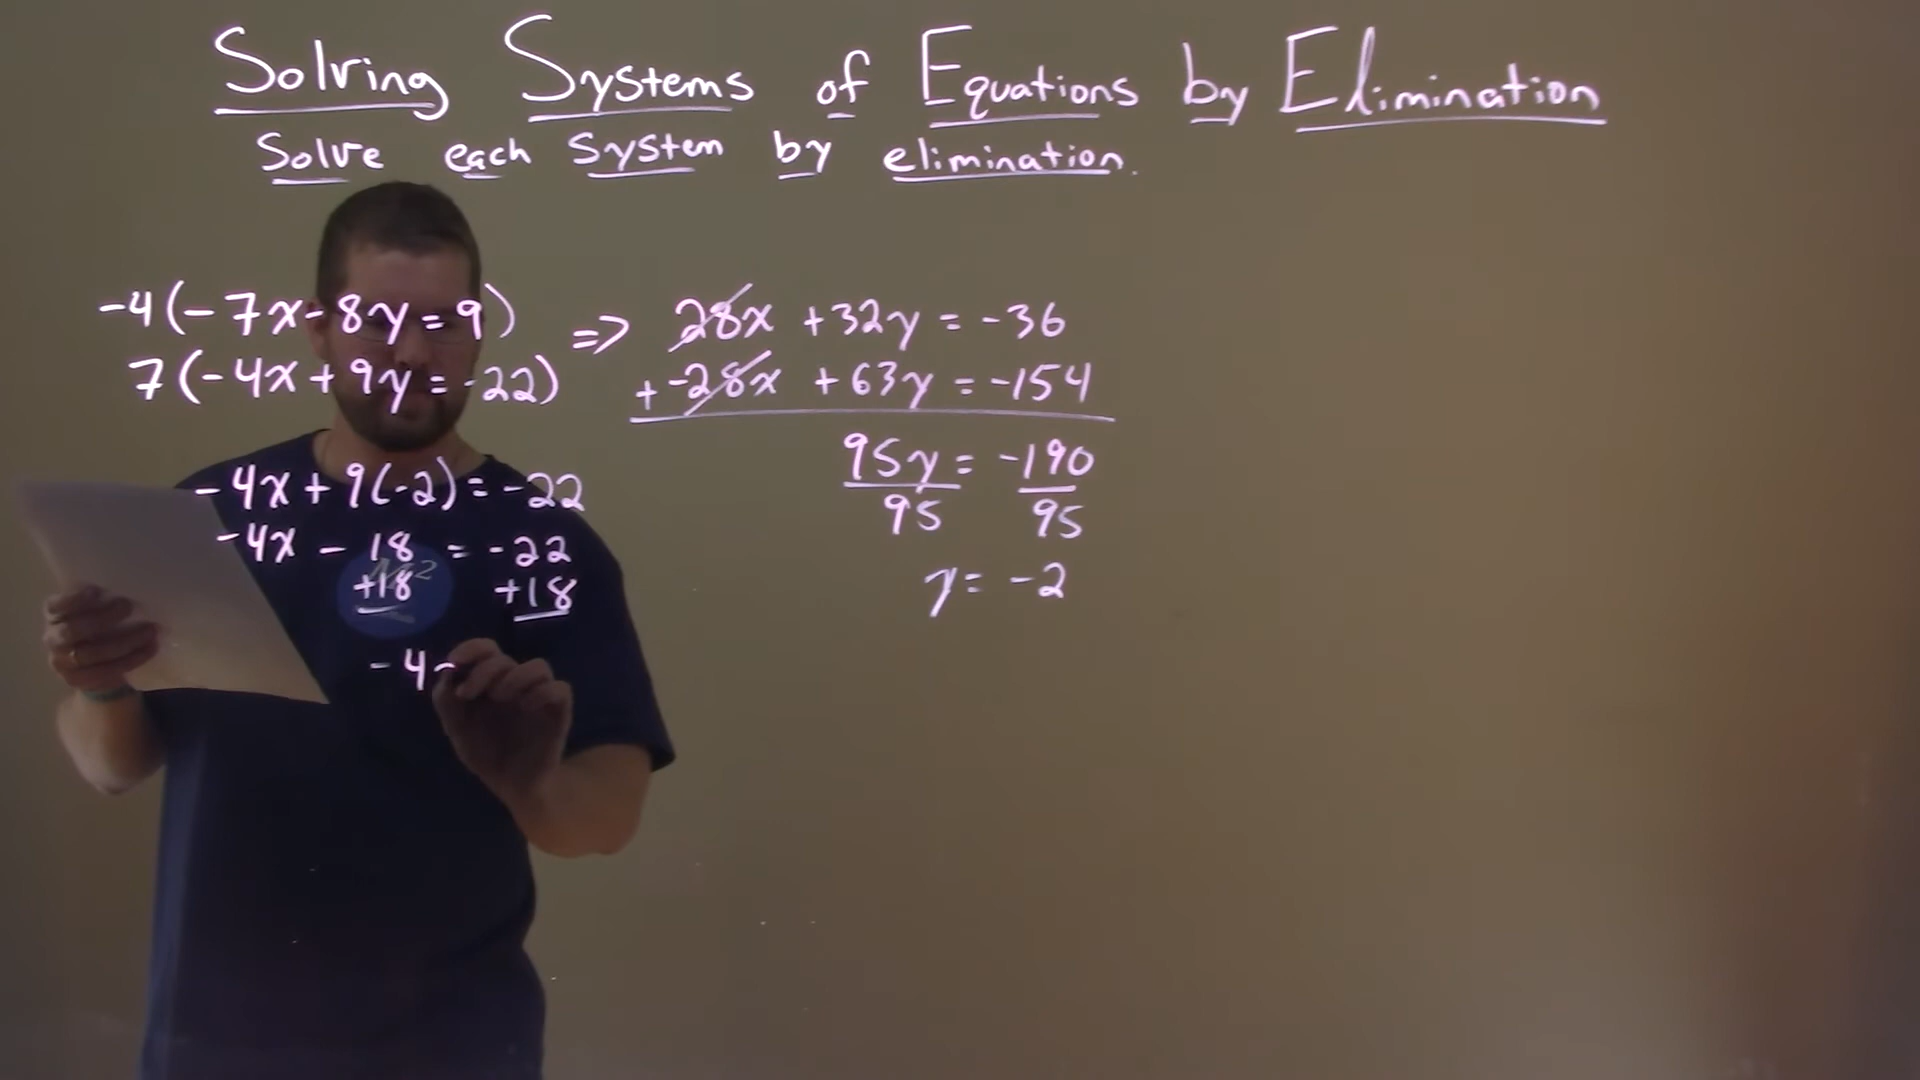 Solving Systems of Equations by Elimination
Solve each system by elimination.
-4(-7x-8y=9) => 28x +32y = -36
7(-4x+9y=-22) + -28x +63y = -154
95y = -190
95 95
y = -2
-4x+9(-2)=-22
-4x - 18 = -22
+18 +18
-4